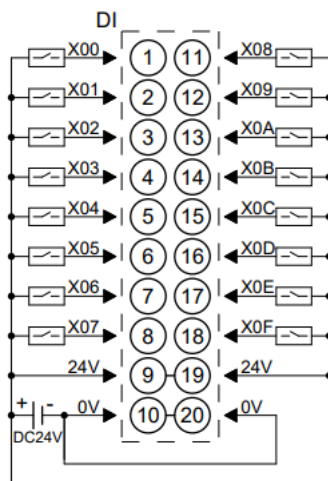 DI
X00 1 11 X08
X01 2 12 X09
X02 3 13 X0A
X03 4 14 X0B
X04 5 15 X0C
X05 6 16 X0D
X06 7 17 X0E
X07 8 18 X0F
24V 9 19 24V
+ - 0V 10 20 0V
DC24V